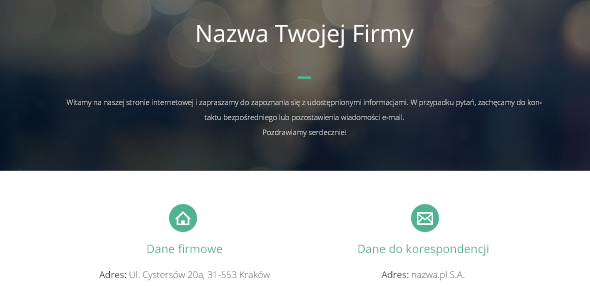 Nazwa Twojej Firmy
Witamy na naszej stronie internetowej i zapraszamy do zapoznania się z udostępnionymi informacjami. W przypadku pytań, zachęcamy do kon-
taktu bezpośredniego lub pozostawienia wiadomości e-mail.
Pozdrawiamy serdecznie!
Dane firmowe
Adres: Ul. Cystersów 20a, 31-553 Kraków
Dane do korespondencji
Adres: nazwa.pl S.A.